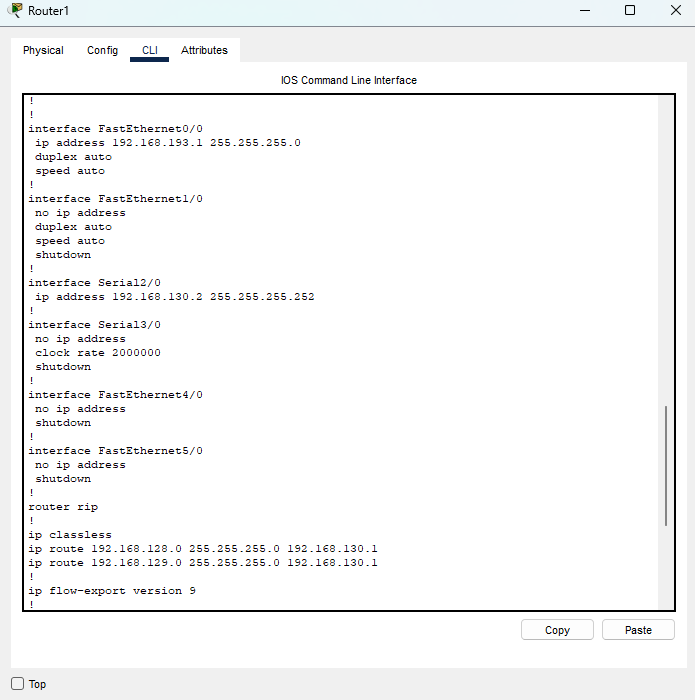 Router1
Physical Config CLI Attributes
IOS Command Line Interface
!
!
interface FastEthernet0/0
ip address 192.168.193.1 255.255.255.0
duplex auto
speed auto
!
interface FastEthernet1/0
no ip address
duplex auto
speed auto
shutdown
!
interface Serial2/0
ip address 192.168.130.2 255.255.255.252
!
interface Serial3/0
no ip address
clock rate 2000000
shutdown
!
interface FastEthernet4/0
no ip address
shutdown
!
interface FastEthernet5/0
no ip address
shutdown
!
router rip
!
ip classless
ip route 192.168.128.0 255.255.255.0 192.168.130.1
ip route 192.168.129.0 255.255.255.0 192.168.130.1
!
ip flow-export version 9
!
Copy Paste
Top